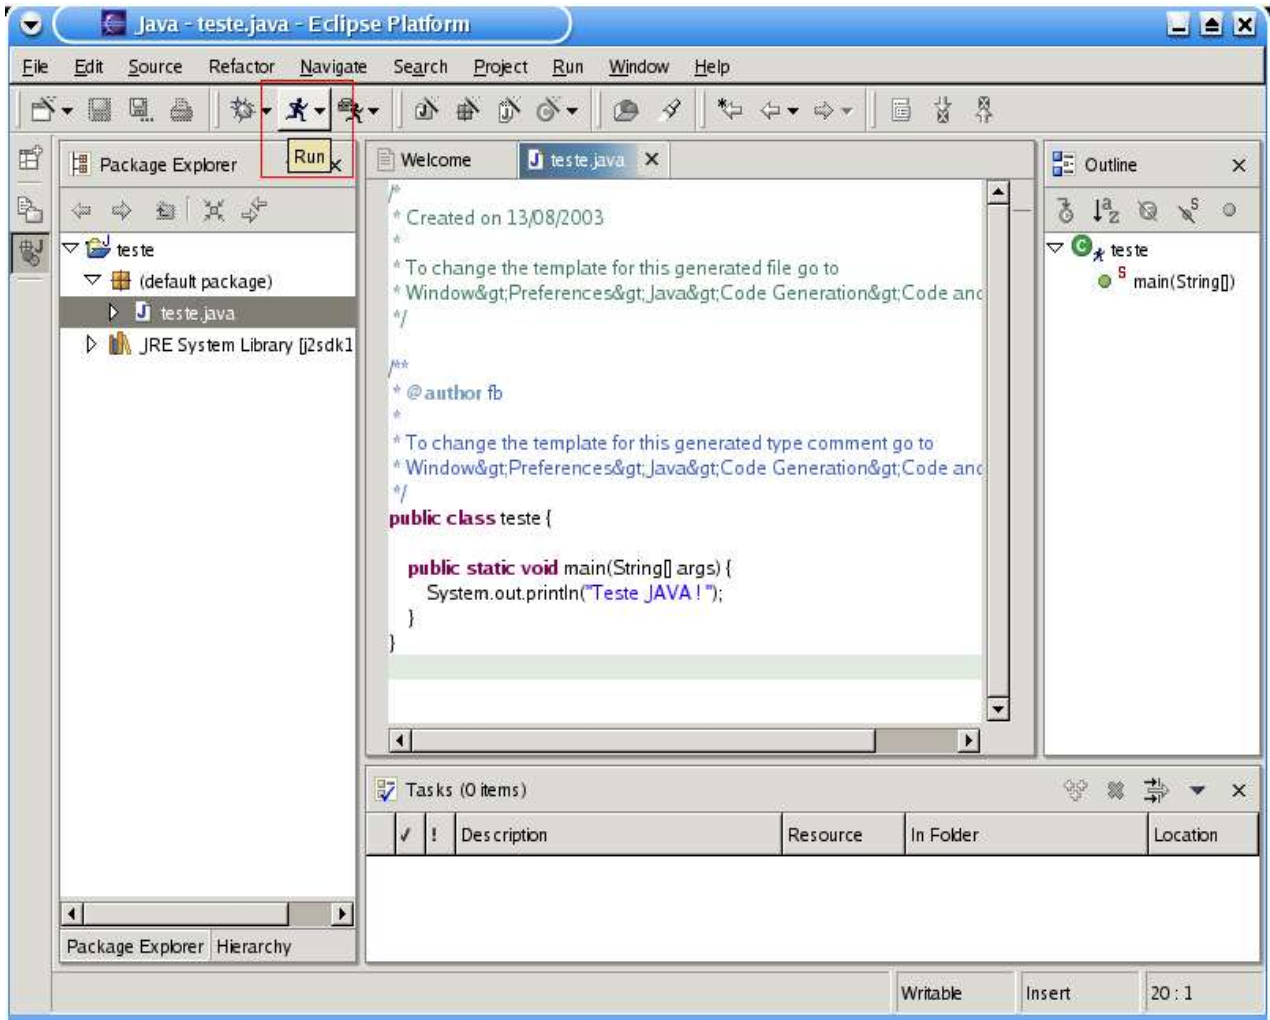 Java - teste.java - Eclipse Platform
File Edit Source Refactor Navigate Search Project Run Window Help
Run
Package Explorer
Welcome
teste.java
Outline
teste
(default package)
teste.java
JRE System Library [j2sdk1
/*
* Created on 13/08/2003
*
* To change the template for this generated file go to
* Window&gt;Preferences&gt;Java&gt;Code Generation&gt;Code and
*/
/**
* @author fb
*
* To change the template for this generated type comment go to
* Window&gt;Preferences&gt;Java&gt;Code Generation&gt;Code and
*/
public class teste {
public static void main(String[] args) {
System.out.println("Teste JAVA ! ");
}
}
teste
main(String[])
Tasks (0 items)
! Description Resource In Folder Location
Package Explorer Hierarchy
Writable Insert 20 : 1